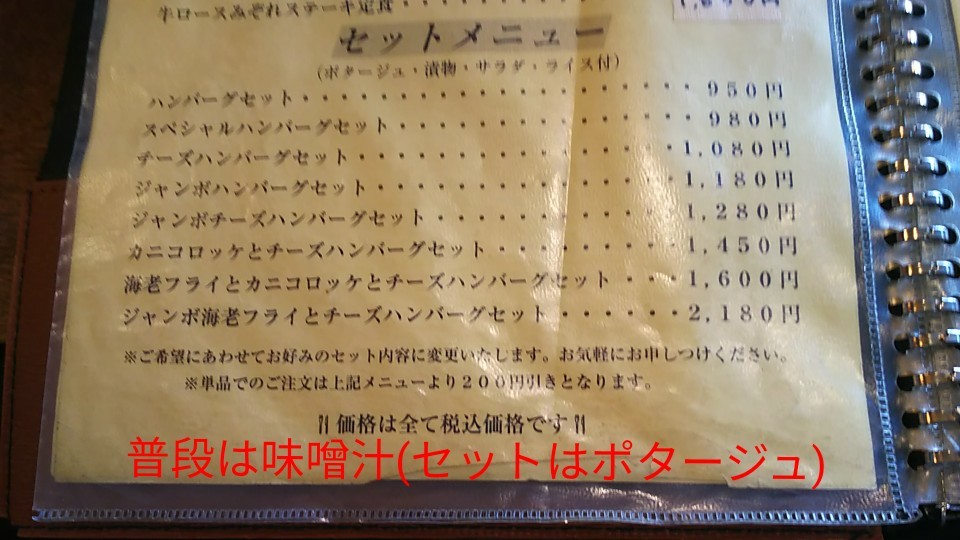 牛ロースみぞれステーキ定食・・・・・・・・・・
セットメニュー
（ポタージュ・漬物・サラダ・ライス付）
ハンバーグセット・・・・・・・・・・・・・・・・・・・・950円
スペシャルハンバーグセット・・・・・・・・・・・・・・・980円
チーズハンバーグセット・・・・・・・・・・・・・・・・1,080円
ジャンボハンバーグセット・・・・・・・・・・・・・・・1,180円
ジャンボチーズハンバーグセット・・・・・・・・・・・・1,280円
カニコロッケとチーズハンバーグセット・・・・・・・・・1,450円
海老フライとカニコロッケとチーズハンバーグセット・・・1,600円
ジャンボ海老フライとチーズハンバーグセット・・・・・・2,180円
※ご希望にあわせてお好みのセット内容に変更いたします。お気軽にお申しつけください。
※単品でのご注文は上記メニューより200円引きとなります。
価格は全て税込価格です
普段は味噌汁(セットはポタージュ)